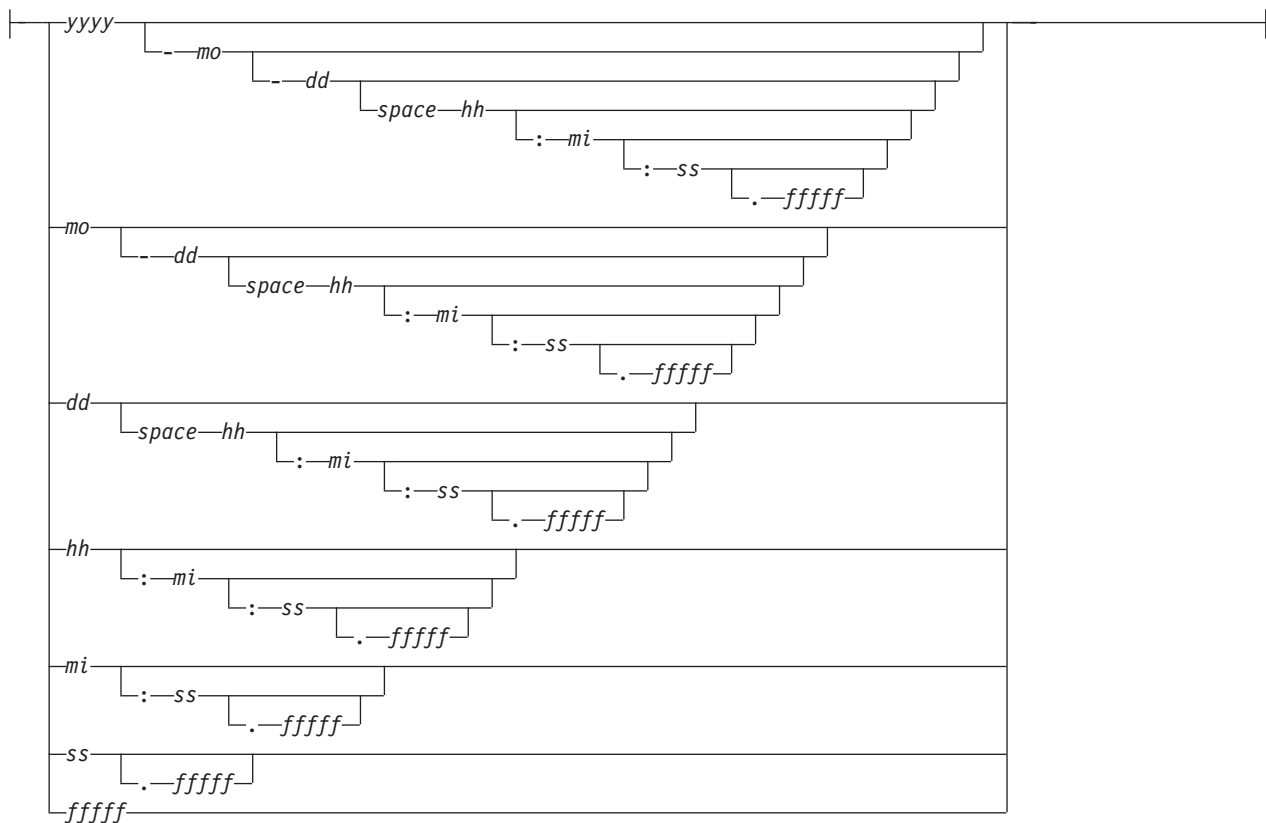 yyyy
- mo
- dd
space hh
: mi
: ss
. fffff
mo
- dd
space hh
: mi
: ss
. fffff
dd
space hh
: mi
: ss
. fffff
hh
: mi
: ss
. fffff
mi
: ss
. fffff
ss
. fffff
fffff